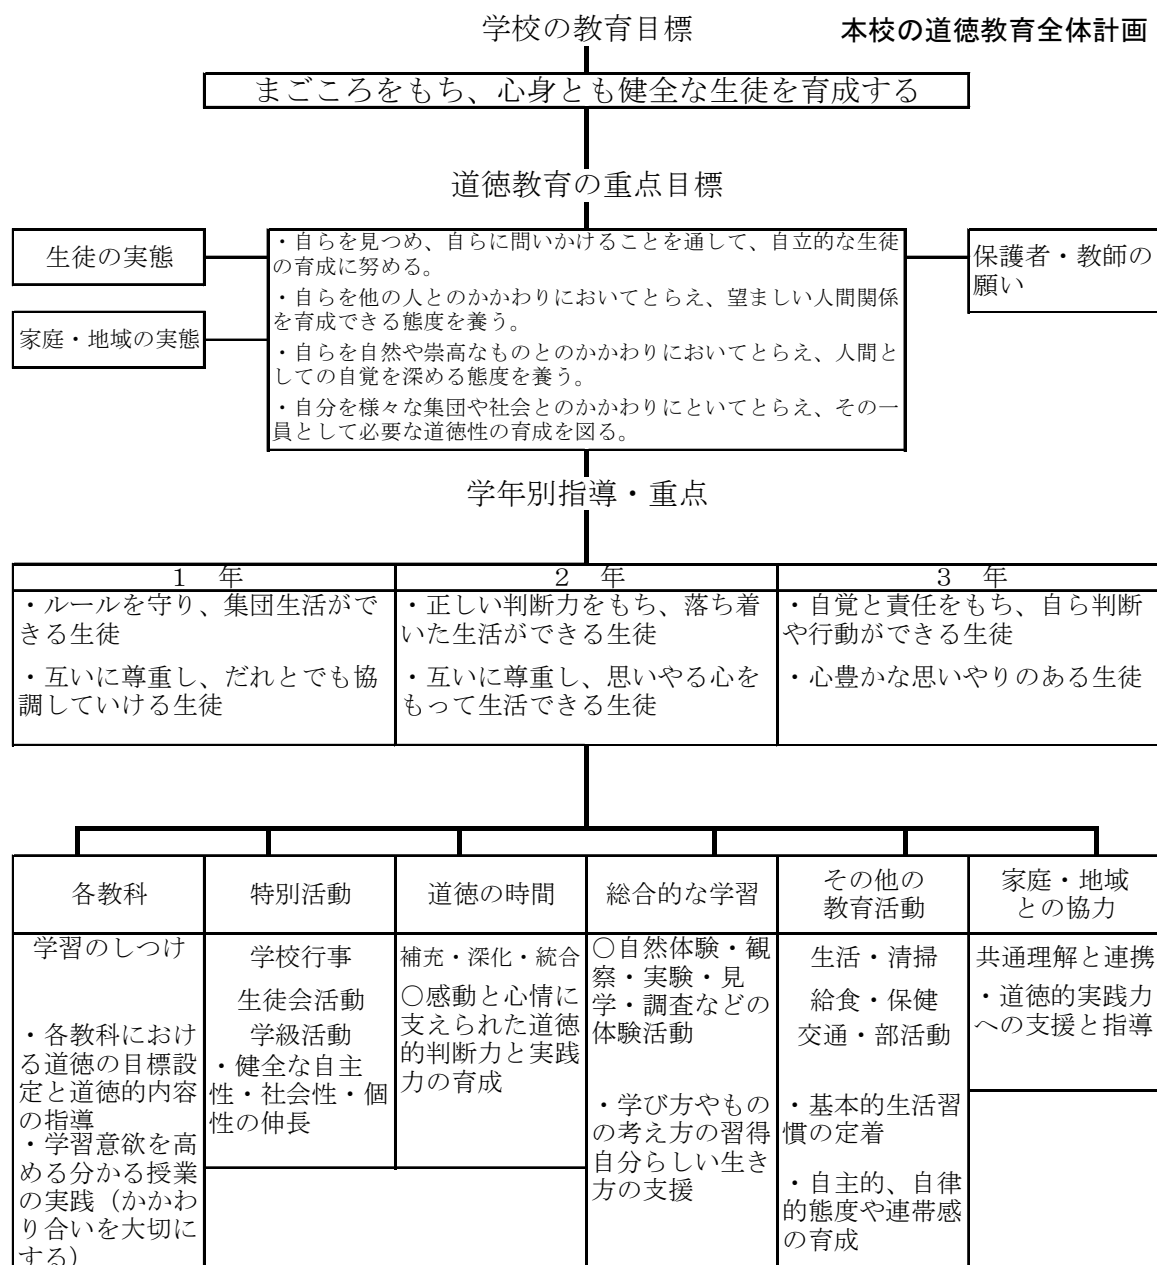 学校の教育目標
本校の道徳教育全体計画
まごころをもち、心身とも健全な生徒を育成する
道徳教育の重点目標
生徒の実態
家庭・地域の実態
・自らを見つめ、自らに問いかけることを通して、自立的な生徒
の育成に努める。
・自らを他の人とのかかわりにおいてとらえ、望ましい人間関係
を育成できる態度を養う。
・自らを自然や崇高なものとのかかわりにおいてとらえ、人間と
しての自覚を深める態度を養う。
・自分を様々な集団や社会とのかかわりにといてとらえ、その一
員として必要な道徳性の育成を図る。
保護者・教師の
願い
学年別指導・重点
１　年
・ルールを守り、集団生活がで
きる生徒
・互いに尊重し、だれとでも協
調していける生徒
２　年
・正しい判断力をもち、落ち着
いた生活ができる生徒
・互いに尊重し、思いやる心を
もって生活できる生徒
３　年
・自覚と責任をもち、自ら判断
や行動ができる生徒
・心豊かな思いやりのある生徒
各教科
学習のしつけ
・各教科におけ
る道徳の目標設
定と道徳的内容
の指導
・学習意欲を高
める分かる授業
の実践（かかわ
り合いを大切に
する）
特別活動
学校行事
生徒会活動
学級活動
・健全な自主
性・社会性・個
性の伸長
道徳の時間
補充・深化・統合
○感動と心情に
支えられた道徳
的判断力と実践
力の育成
総合的な学習
○自然体験・観
察・実験・見
学・調査などの
体験活動
・学び方やもの
の考え方の習得
自分らしい生き
方の支援
その他の
教育活動
生活・清掃
給食・保健
交通・部活動
・基本的生活習
慣の定着
・自主的、自律
的態度や連帯感
の育成
家庭・地域
との協力
共通理解と連携
・道徳的実践力
への支援と指導